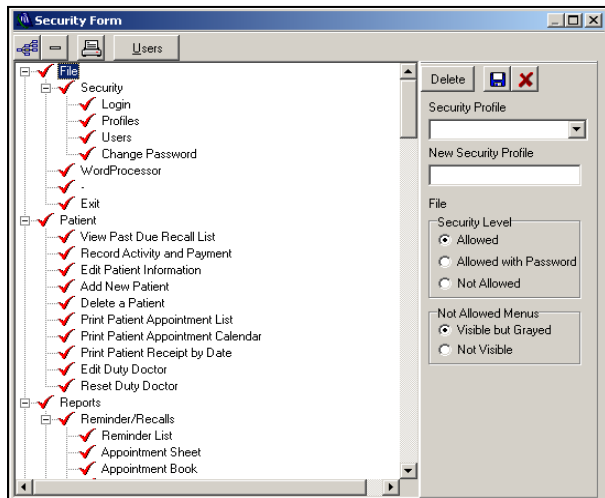 Security Form
Users
File
Security
Login
Profiles
Users
Change Password
WordProcessor
-
Exit
Patient
View Past Due Recall List
Record Activity and Payment
Edit Patient Information
Add New Patient
Delete a Patient
Print Patient Appointment List
Print Patient Appointment Calendar
Print Patient Receipt by Date
Edit Duty Doctor
Reset Duty Doctor
Reports
Reminder/Recalls
Reminder List
Appointment Sheet
Appointment Book
Delete
Security Profile
New Security Profile
File
Security Level
Allowed
Allowed with Password
Not Allowed
Not Allowed Menus
Visible but Grayed
Not Visible